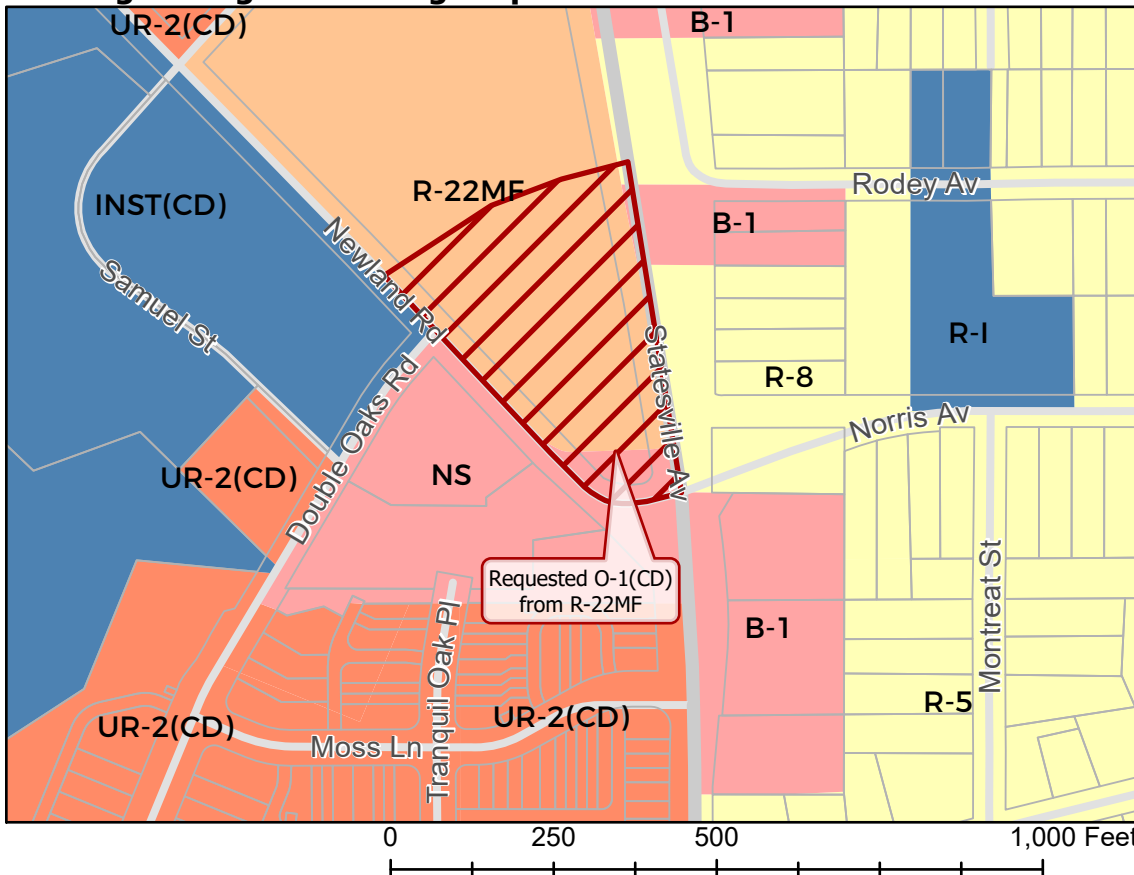 UR-2(CD)
B-1
R-22MF
Rodey Av
INST(CD)
B-1
Newland Rd
Samuel St
Statesville Av
R-I
R-8
Double Oaks Rd
Norris Av
NS
UR-2(CD)
Requested O-1(CD)
from R-22MF
Montreat St
B-1
Tranquil Oak Pl
R-5
UR-2(CD)
UR-2(CD)
Moss Ln
Ln
0
250
500
1,000 Feet